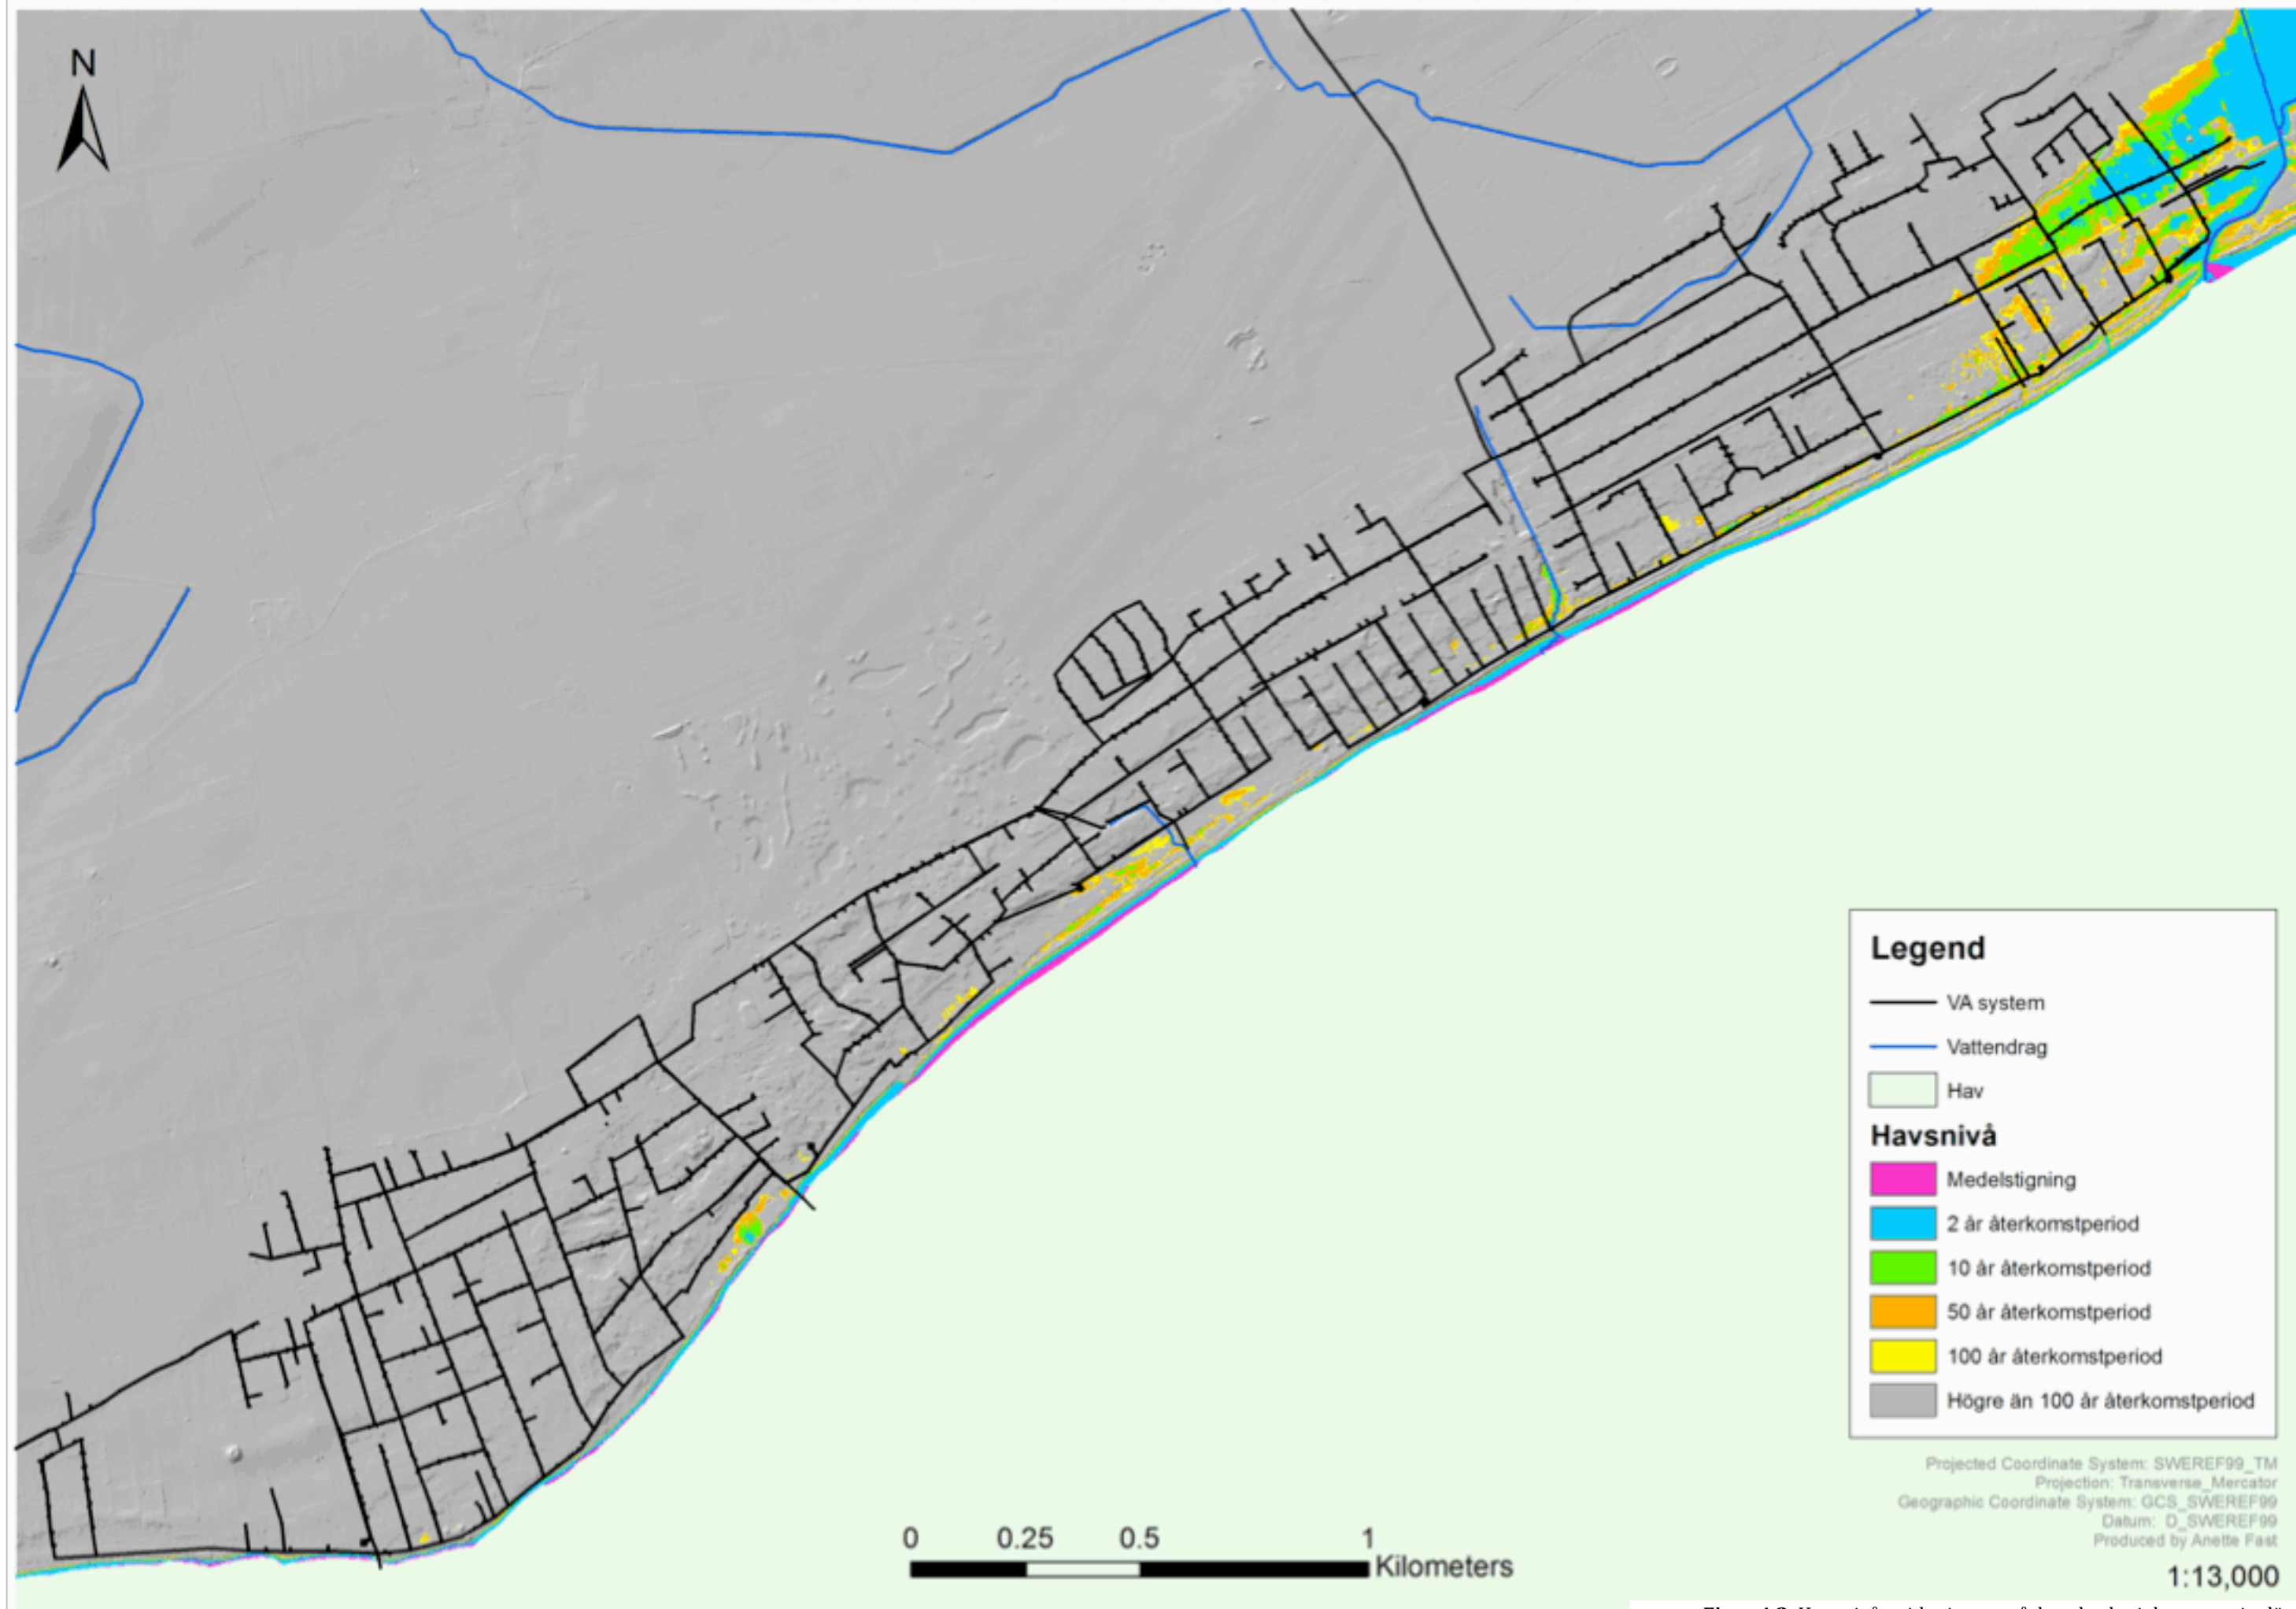 N
Legend
VA system
Vattendrag
Hav
Havsnivå
Medelstigning
2 år återkomstperiod
10 år återkomstperiod
50 år återkomstperiod
100 år återkomstperiod
Högre än 100 år återkomstperiod
Projected Coordinate System: SWEREF99_TM
Projection: Transverse_Mercator
Geographic Coordinate System: GCS_SWEREF99
Datum: D_SWEREF99
Produced by Anette Fast
0 0.25 0.5 1
Kilometers
1:13,000